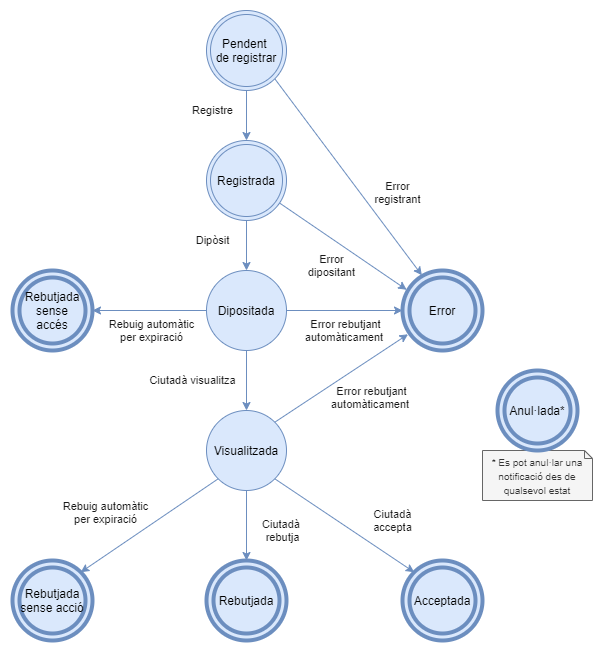 Pendent
de registrar
Registre
Error
registrant
Registrada
Dipòsit
Error
dipositant
Rebutjada
sense
accés
Rebuig automàtic
per expiració
Dipositada
Error rebutjant
automàticament
Error
Ciutadà visualitza
Error rebutjant
automàticament
Anul·lada*
* Es pot anul·lar una
notificació des de
qualsevol estat
Visualitzada
Rebuig automàtic
per expiració
Ciutadà
rebutja
Ciutadà
accepta
Rebutjada
sense acció
Rebutjada
Acceptada